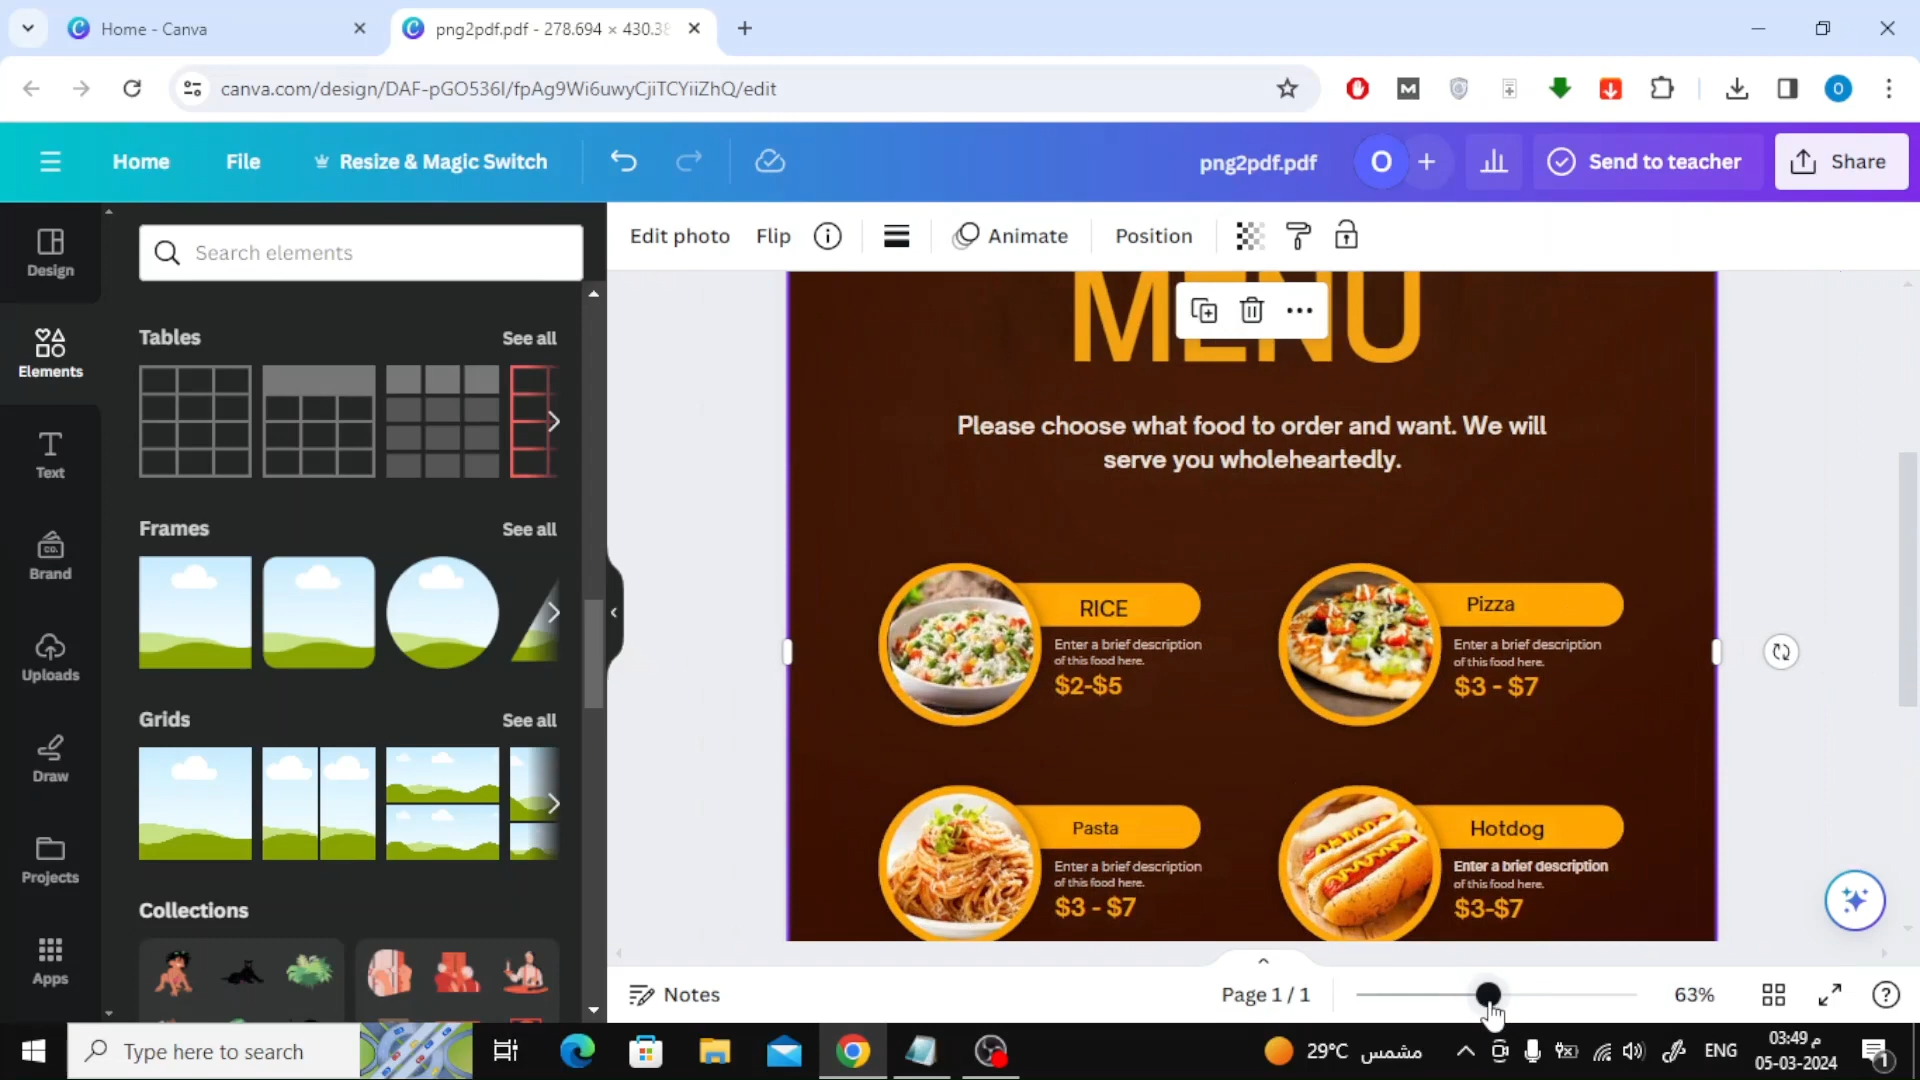 Home - Canva
png2pdf.pdf - 278.694 × 430.38
canva.com/design/DAF-pGO536I/fpAg9Wi6uwyCjiTCYiiZhQ/edit
M
O
Home
File
Resize & Magic Switch
png2pdf.pdf
O
Send to teacher
Share
Design
Elements
Text
Brand
CO.
Uploads
Draw
Projects
Apps
Search elements
Tables
See all
Frames
See all
Grids
See all
Collections
Edit photo
Flip
Animate
Position
MENU
Please choose what food to order and want. We will
serve you wholeheartedly.
RICE
Enter a brief description
of this food here.
$2-$5
Pizza
Enter a brief description
of this food here.
$3 - $7
Pasta
Enter a brief description
of this food here.
$3 - $7
Hotdog
Enter a brief description
of this food here.
$3-$7
Notes
Page 1 / 1
63%
Type here to search
29°C
مشمس
ENG
03:49 م
05-03-2024
1